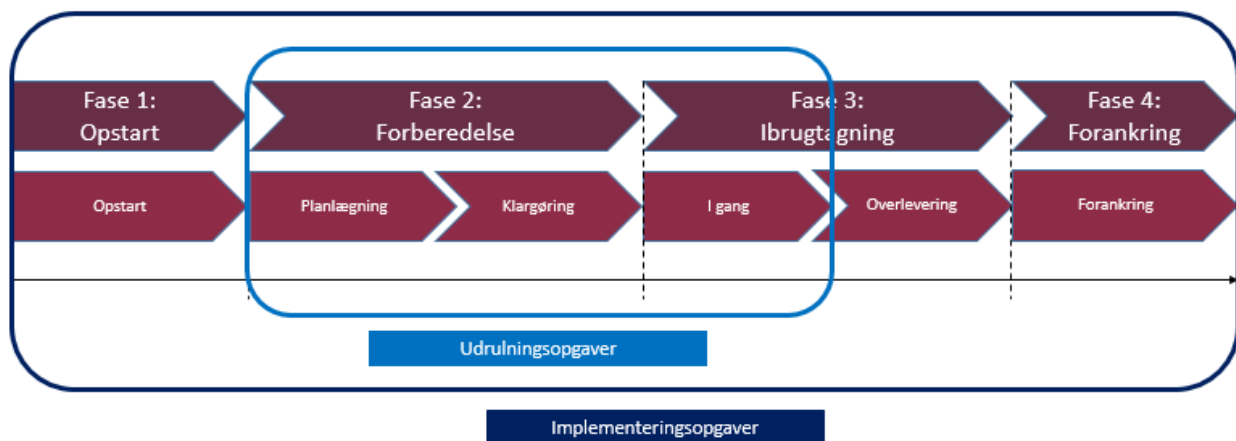 Fase 1:
Opstart
Fase 2:
Forberedelse
Fase 3:
Ibrugtagning
Fase 4:
Forankring
Opstart
Planlægning
Klargøring
I gang
Overlevering
Forankring
Udrulningsopgaver
Implementeringsopgaver